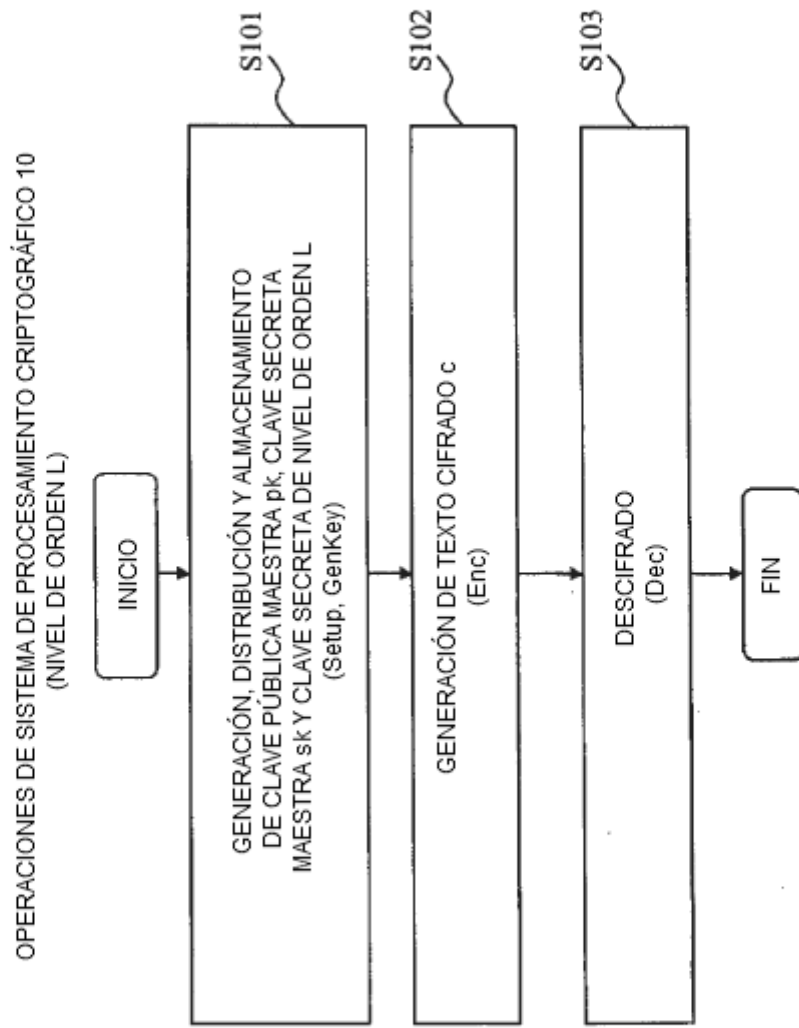 OPERACIONES DE SISTEMA DE PROCESAMIENTO CRIPTOGRÁFICO 10
(NIVEL DE ORDEN L)
INICIO
S101
GENERACIÓN, DISTRIBUCIÓN Y ALMACENAMIENTO
DE CLAVE PÚBLICA MAESTRA pk, CLAVE SECRETA
MAESTRA sk Y CLAVE SECRETA DE NIVEL DE ORDEN L
(Setup, GenKey)
S102
GENERACIÓN DE TEXTO CIFRADO c
(Enc)
S103
DESCIFRADO
(Dec)
FIN